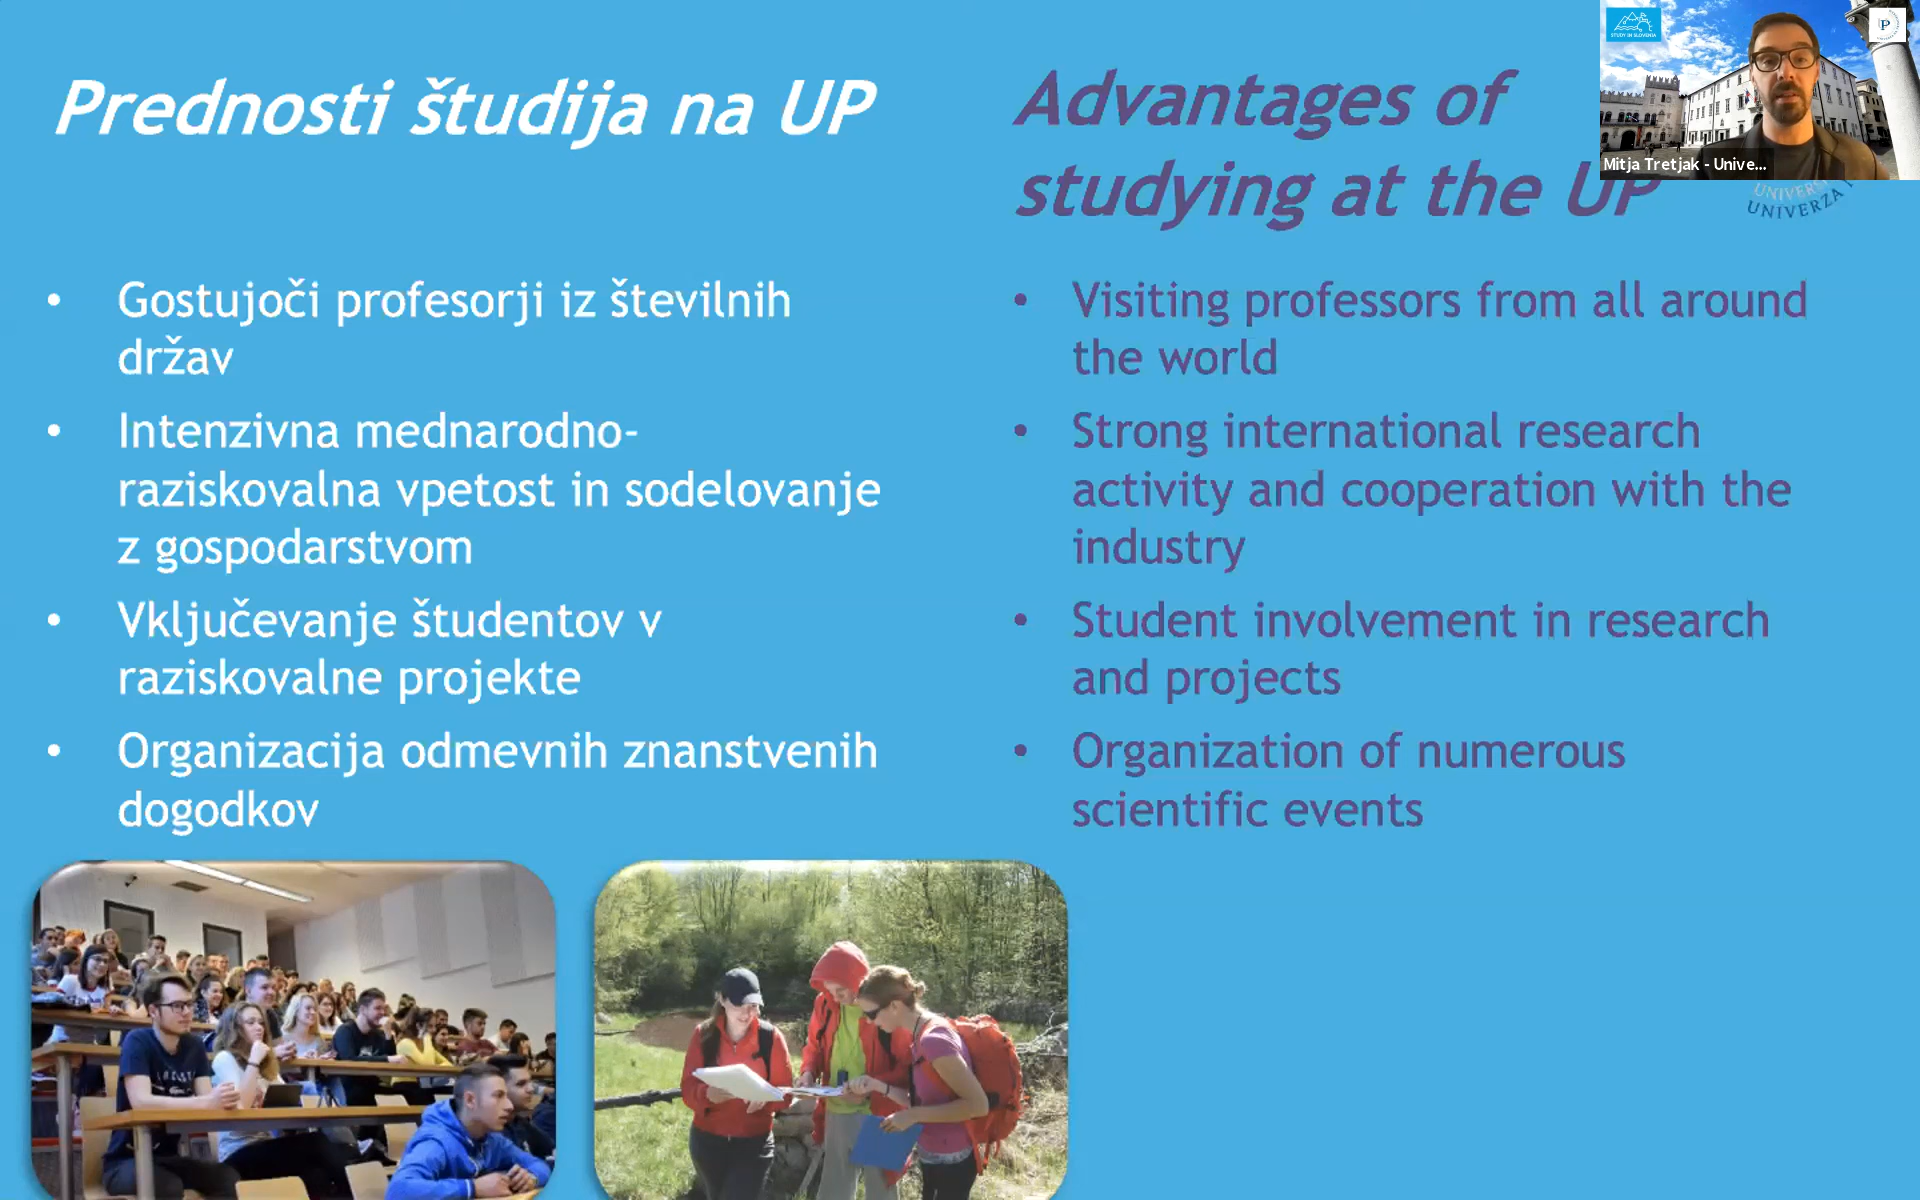 Prednosti študija na UP
• Gostujoči profesorji iz številnih
držav
• Intenzivna mednarodno-
raziskovalna vpetost in sodelovanje
z gospodarstvom
• Vključevanje študentov v
raziskovalne projekte
• Organizacija odmevnih znanstvenih
dogodkov
Advantages of
studying at the UP
• Visiting professors from all around
the world
• Strong international research
activity and cooperation with the
industry
• Student involvement in research
and projects
• Organization of numerous
scientific events
STUDY IN SLOVENIA
P
Mitja Tretjak - Unive...
UNIVERZA